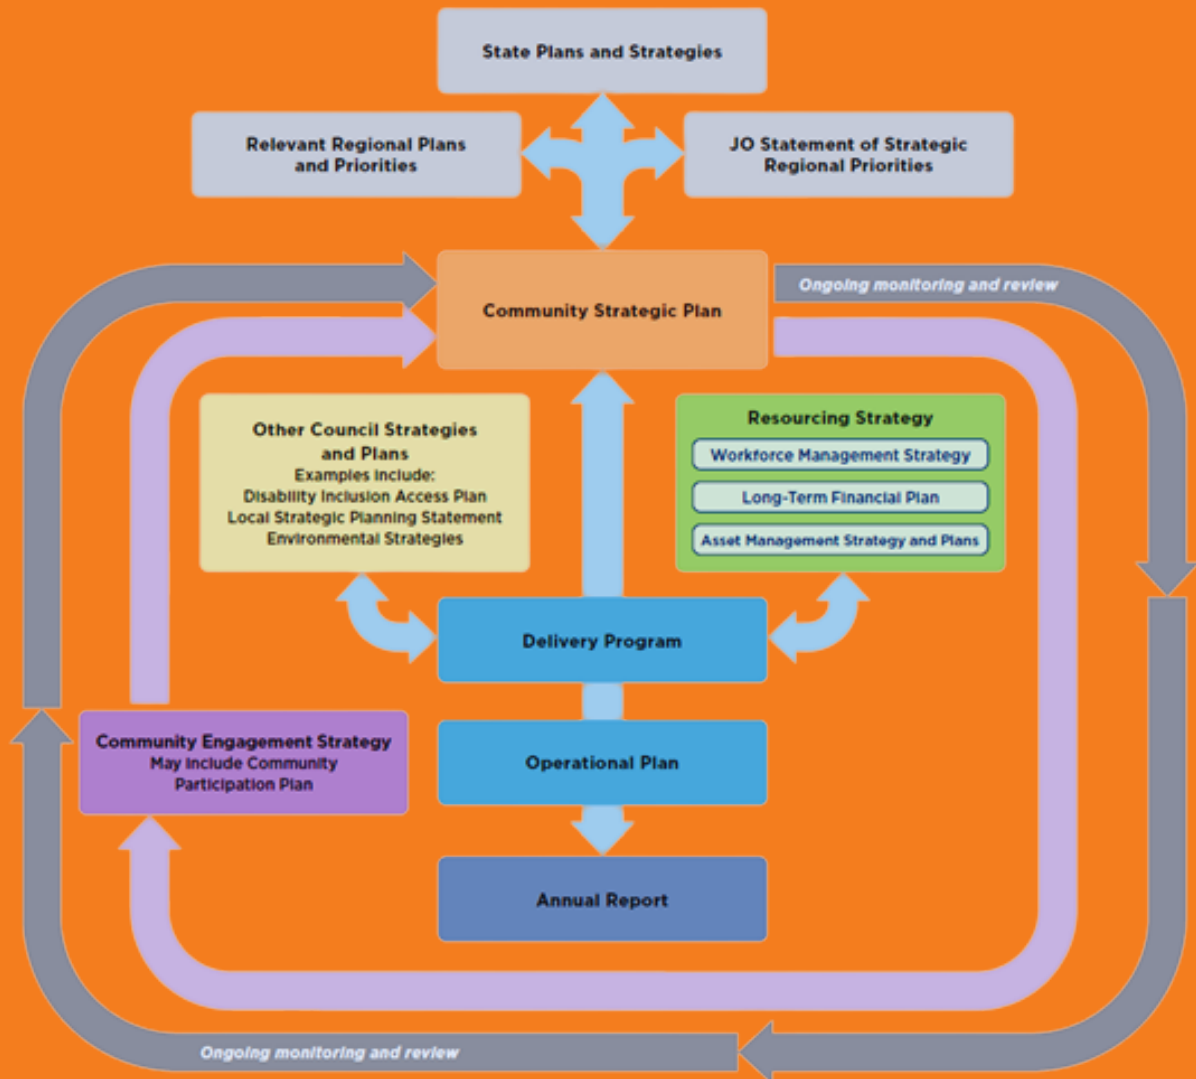 State Plans and Strategies
Relevant Regional Plans
and Priorities
JO Statement of Strategic
Regional Priorities
Community Strategic Plan
Ongoing monitoring and review
Other Council Strategies
and Plans
Examples include:
Disability Inclusion Access Plan
Local Strategic Planning Statement
Environmental Strategies
Resourcing Strategy
Workforce Management Strategy
Long-Term Financial Plan
Asset Management Strategy and Plans
Delivery Program
Community Engagement Strategy
May include Community
Participation Plan
Operational Plan
Annual Report
Ongoing monitoring and review